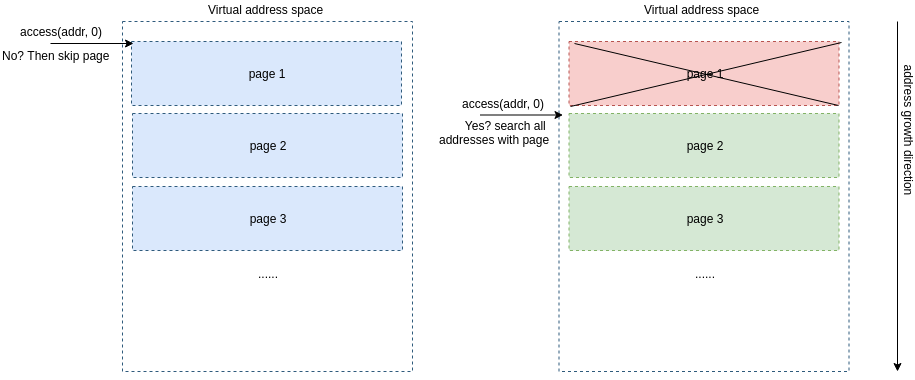 Virtual address space
access(addr, 0)
No? Then skip page
page 1
page 2
page 3
......
Virtual address space
page 1
access(addr, 0)
Yes? search all
addresses with page
page 2
page 3
......
address growth direction